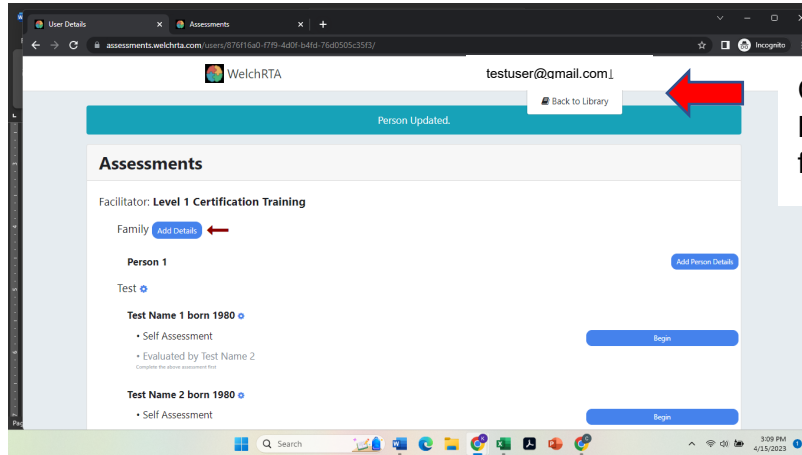 User Details
Assessments
assessments.welchrta.com/users/876f16a0-f7f9-4d0f-b4fd-76d0505c35f3/
Incognito
WelchRTA
testuser@gmail.com
Back to Library
Person Updated.
Assessments
Facilitator: Level 1 Certification Training
Family Add Details
Person 1
Add Person Details
Test
Test Name 1 born 1980
• Self Assessment
Begin
• Evaluated by Test Name 2
Complete the above assessment first
Test Name 2 born 1980
• Self Assessment
Begin
Search
3:09 PM
4/15/2023